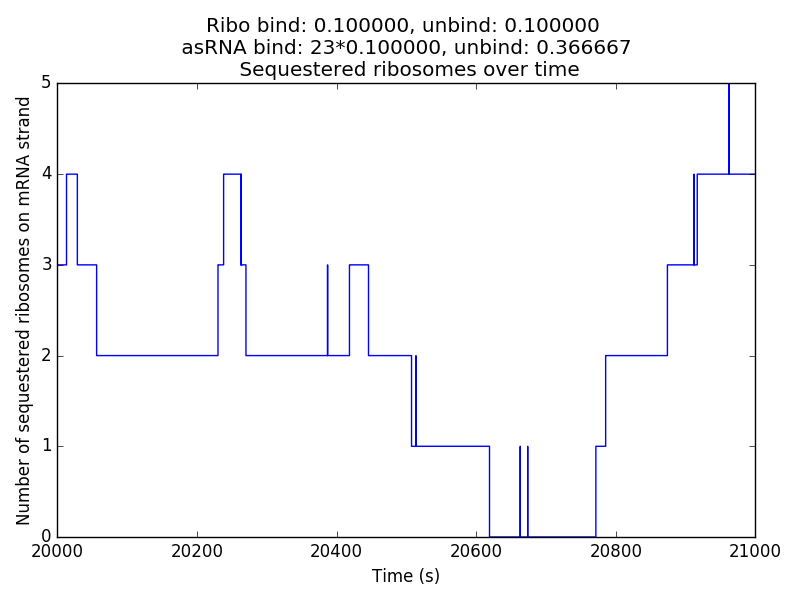 Ribo bind: 0.100000, unbind: 0.100000
asRNA bind: 23*0.100000, unbind: 0.366667
Sequestered ribosomes over time
Number of sequestered ribosomes on mRNA strand
5
4
3
2
1
0
20000 20200 20400 20600 20800 21000
Time (s)